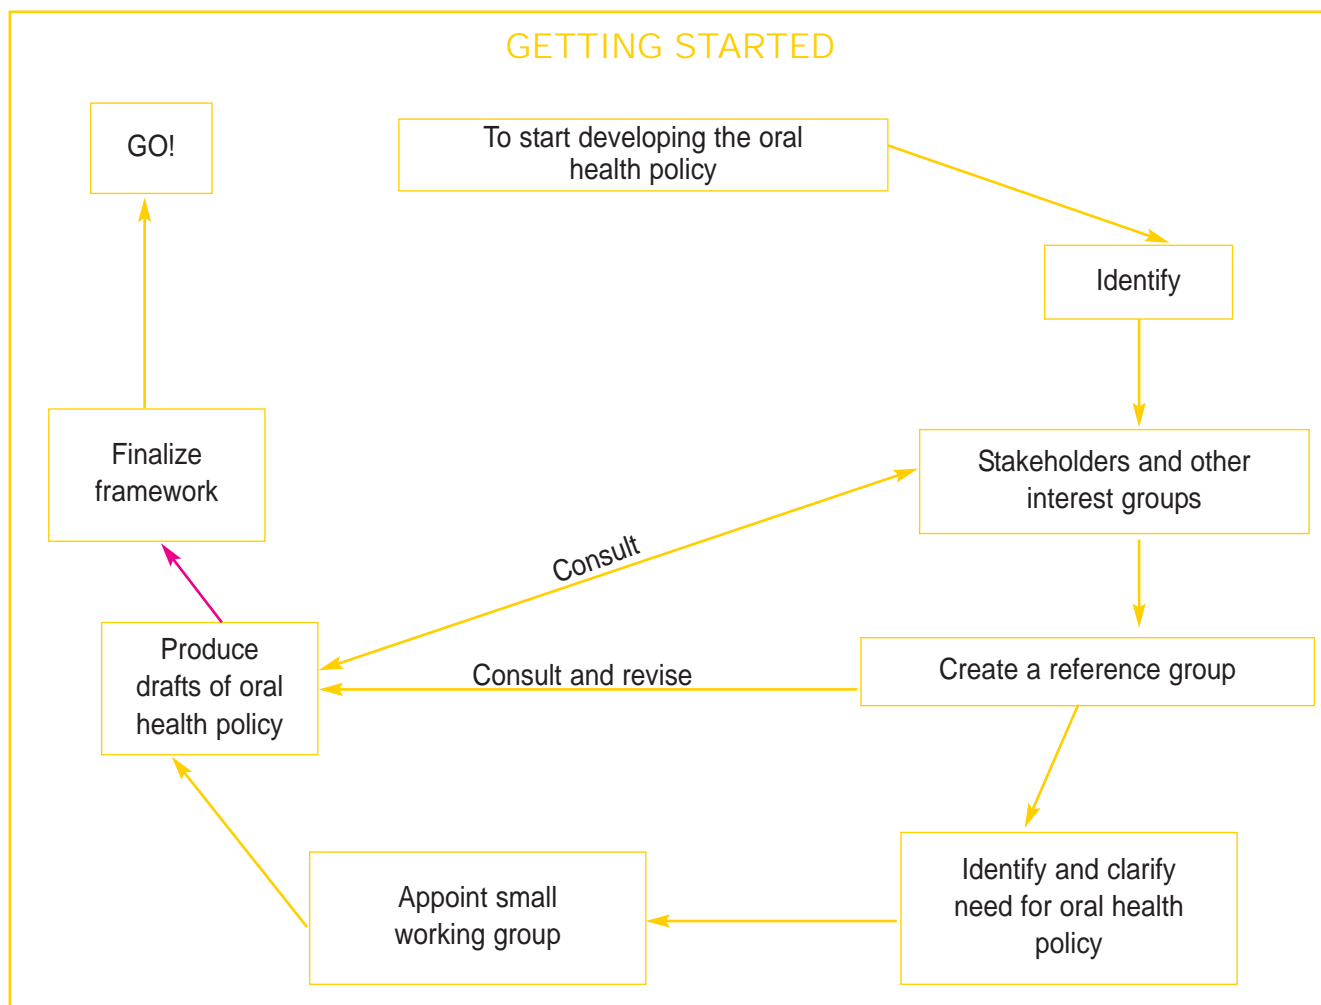 GETTING STARTED
GO!
To start developing the oral
health policy
Identify
Stakeholders and other
interest groups
Finalize
framework
Consult
Create a reference group
Consult and revise
Produce
drafts of oral
health policy
Identify and clarify
need for oral health
policy
Appoint small
working group